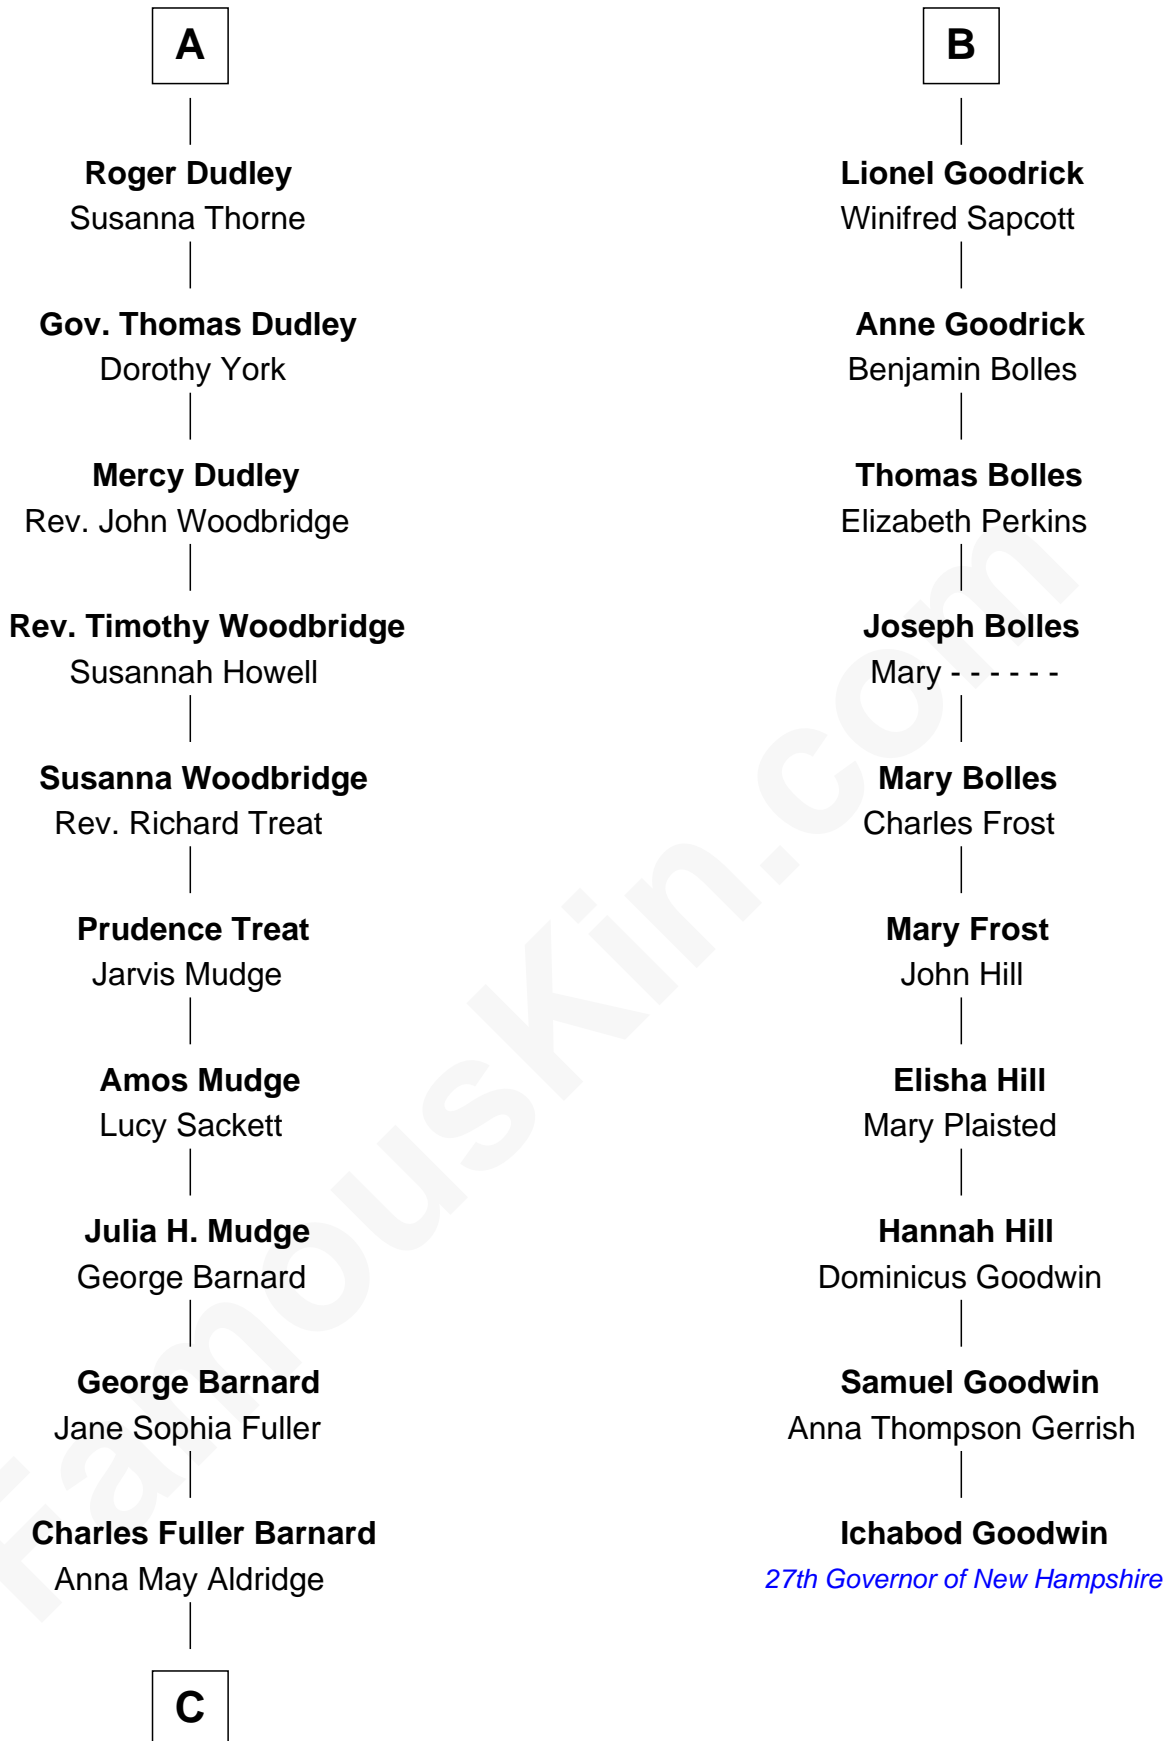 A
Roger Dudley
Susanna Thorne
Gov. Thomas Dudley
Dorothy York
Mercy Dudley
Rev. John Woodbridge
Rev. Timothy Woodbridge
Susannah Howell
Susanna Woodbridge
Rev. Richard Treat
Prudence Treat
Jarvis Mudge
Amos Mudge
Lucy Sackett
Julia H. Mudge
George Barnard
George Barnard
Jane Sophia Fuller
Charles Fuller Barnard
Anna May Aldridge
C
B
Lionel Goodrick
Winifred Sapcott
Anne Goodrick
Benjamin Bolles
Thomas Bolles
Elizabeth Perkins
Joseph Bolles
Mary - - - - - -
Mary Bolles
Charles Frost
Mary Frost
John Hill
Elisha Hill
Mary Plaisted
Hannah Hill
Dominicus Goodwin
Samuel Goodwin
Anna Thompson Gerrish
Ichabod Goodwin
27th Governor of New Hampshire
FamousKin.com